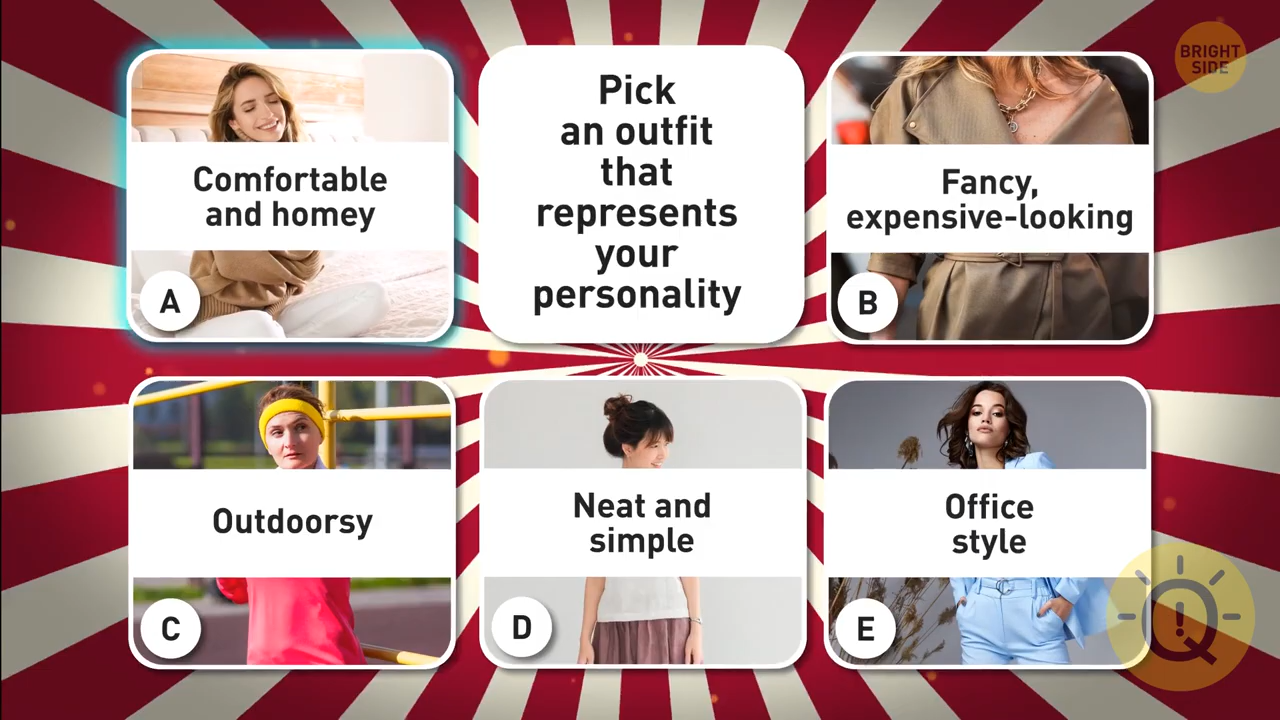 BRIGHT
SIDE
Comfortable
and homey
A
Pick
an outfit
that
represents
your
personality
Fancy,
expensive-looking
B
Outdoorsy
C
Neat and
simple
D
Office
style
E
Q!